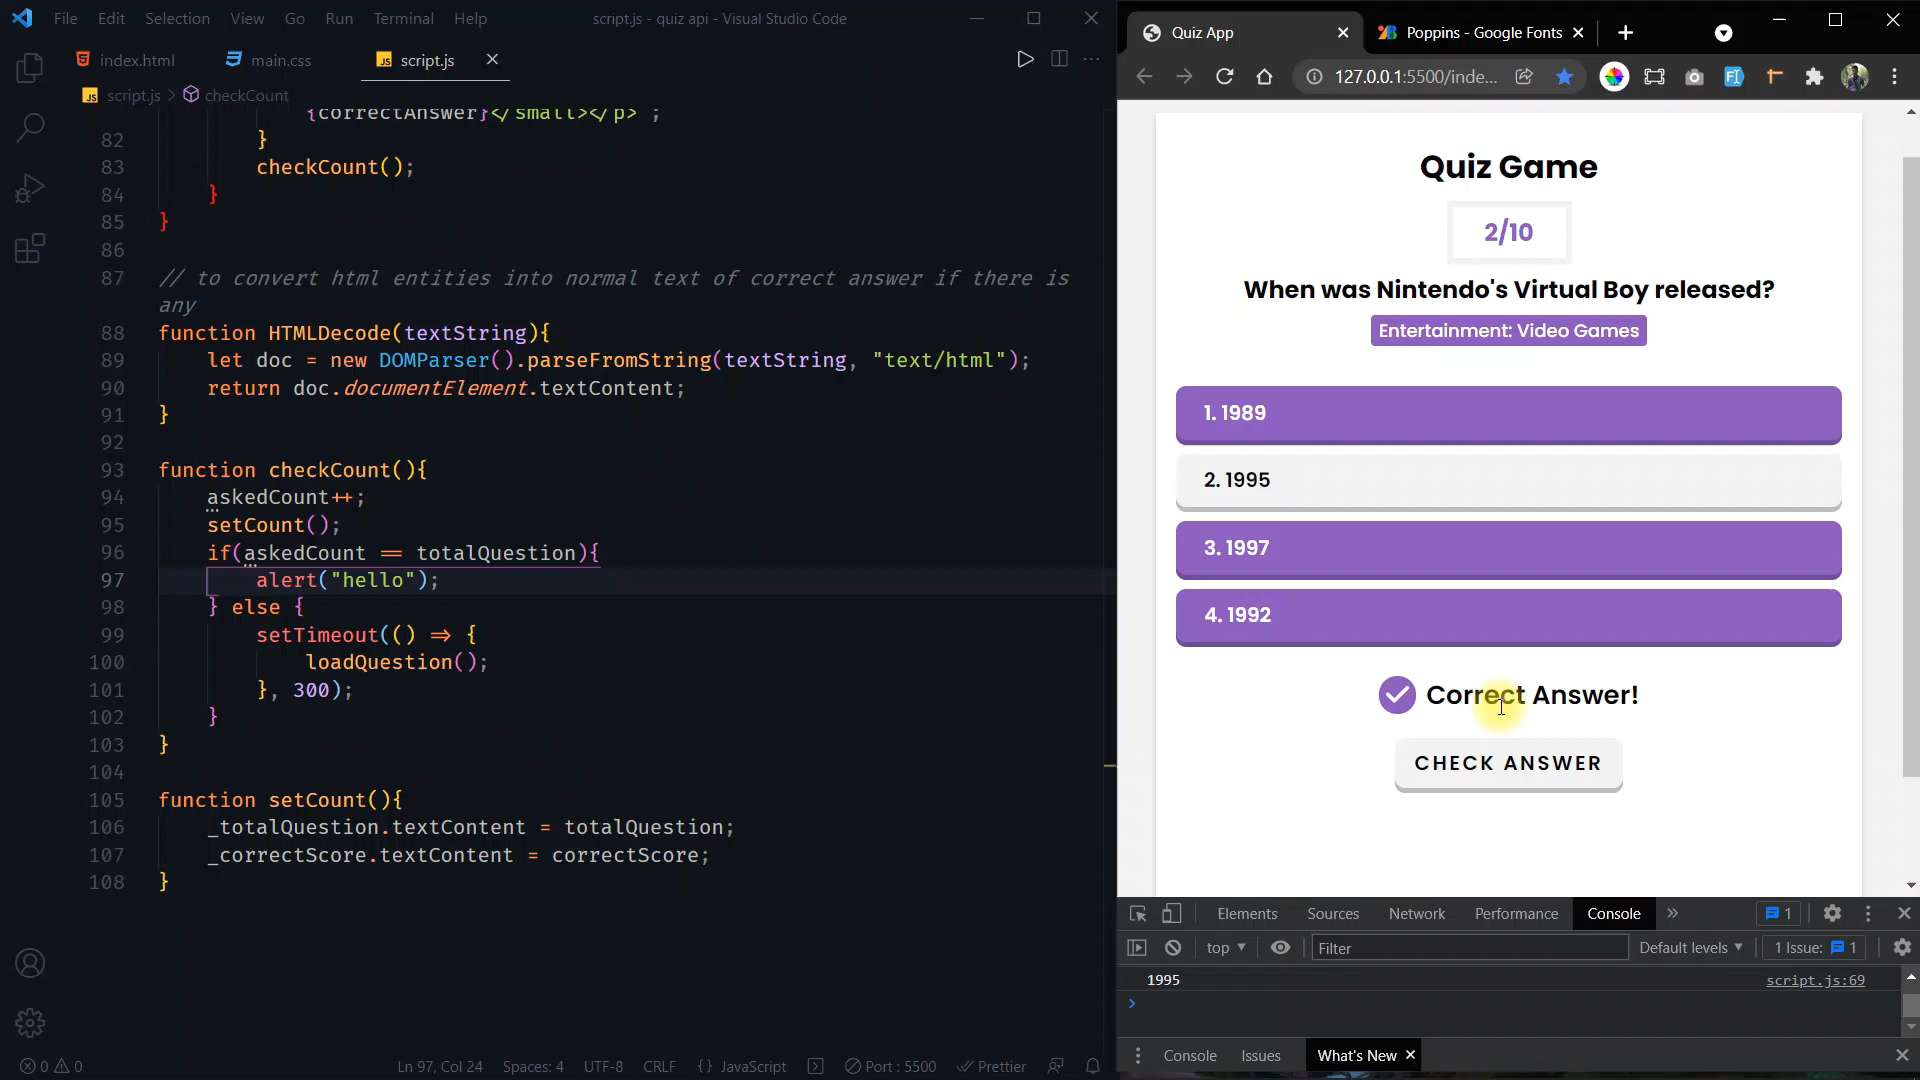 File Edit Selection View Go Run Terminal Help
script.js - quiz api - Visual Studio Code
index.html
main.css
script.js
script.js > checkCount
{correctAnswer}</small></p>`;
82 }
83 checkCount();
84 }
85 }
86
87 // to convert html entities into normal text of correct answer if there is
any
88 function HTMLDecode(textString){
89 let doc = new DOMParser().parseFromString(textString, "text/html");
90 return doc.documentElement.textContent;
91 }
92
93 function checkCount(){
94 askedCount++;
95 setCount();
96 if(askedCount == totalQuestion){
97 alert("hello");
98 } else {
99 setTimeout(() => {
100 loadQuestion();
101 }, 300);
102 }
103 }
104
105 function setCount(){
106 _totalQuestion.textContent = totalQuestion;
107 _correctScore.textContent = correctScore;
108 }
0 0
Ln 97, Col 24
Spaces: 4
UTF-8
CRLF
{ } JavaScript
Port : 5500
Prettier
Quiz App
Poppins - Google Fonts
127.0.0.1:5500/inde...
Quiz Game
2/10
When was Nintendo's Virtual Boy released?
Entertainment: Video Games
1. 1989
2. 1995
3. 1997
4. 1992
Correct Answer!
CHECK ANSWER
Elements Sources Network Performance Console » 1
top Filter Default levels 1 Issue: 1
1995 script.js:69
>
Console Issues What's New